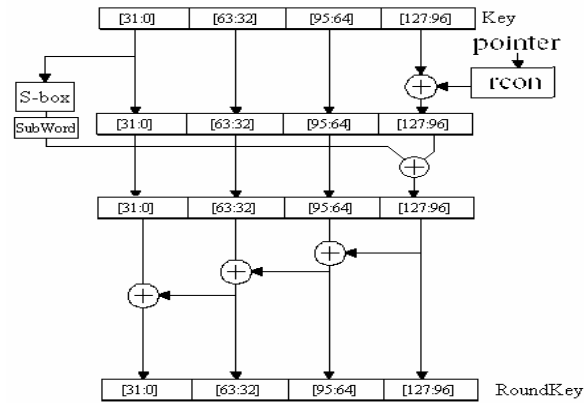 [31:0] [63:32] [95:64] [127:96] Key
pointer
rcon
S-box
SubWord
[31:0] [63:32] [95:64] [127:96]
[31:0] [63:32] [95:64] [127:96]
[31:0] [63:32] [95:64] [127:96] RoundKey